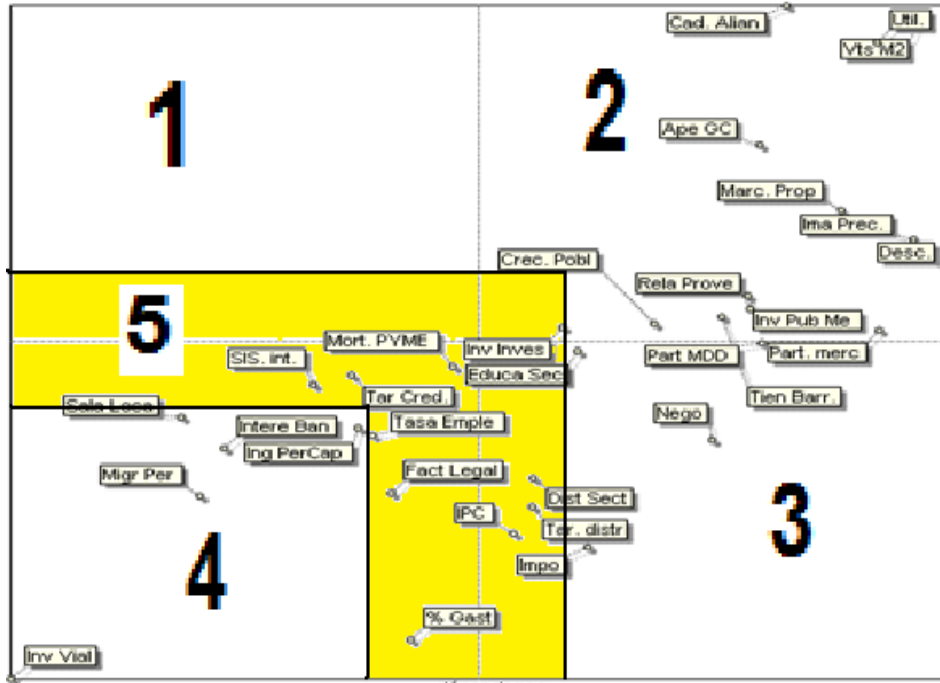 Cad. Alian
Util.
Vts M2
1
2
Ape GC
Marc. Prop
Ima Prec.
Desc.
Crec. Pobl
Rela Prove
5
Inv Pub Me
Mort. PYME
Inv Inves
Part MDD
Part. merc
SIS. int.
Educa Sec
Tar Cred.
Tien Barr.
Sala Loca
Intere Ban
Tasa Emple
Nego
Ing PerCap
Migr Per
Fact Legal
Dist Sect
IPC
Tar. distr
3
4
Impo
% Gast
Inv Vial